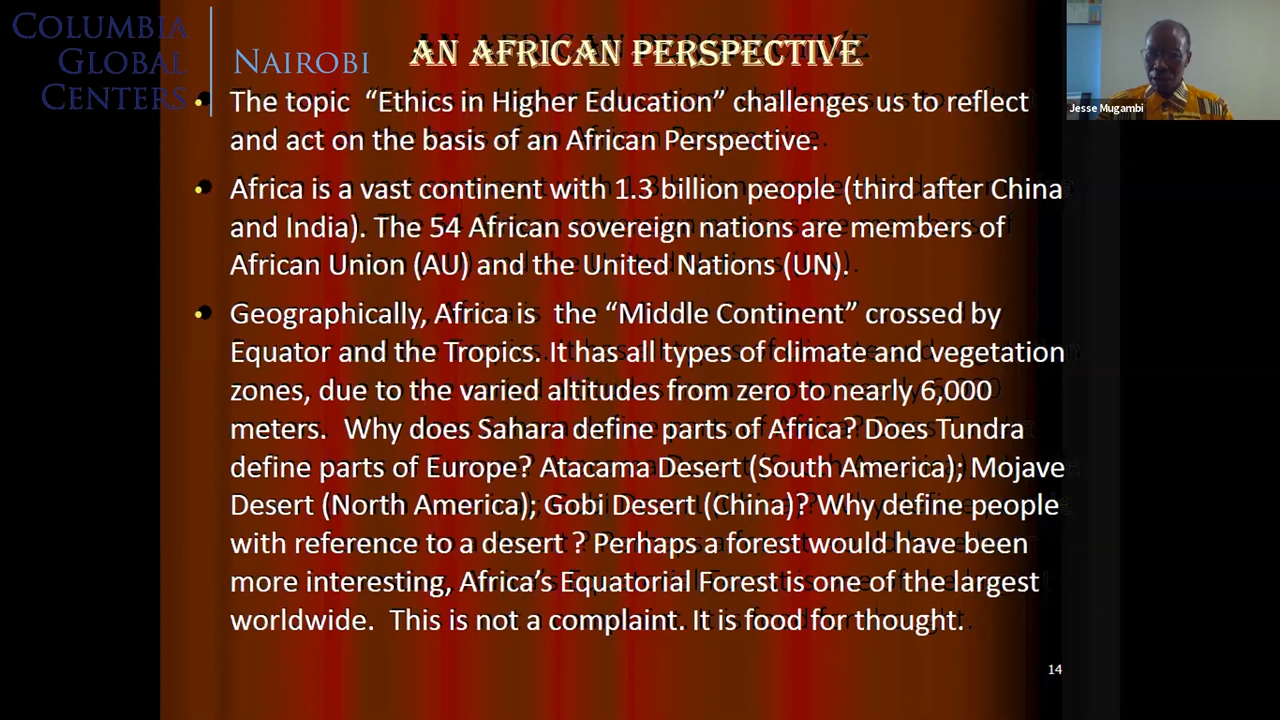 COLUMBIA
GLOBAL
CENTERS
NAIROBI
AN AFRICAN PERSPECTIVE
Jesse Mugambi
• The topic “Ethics in Higher Education” challenges us to reflect
and act on the basis of an African Perspective.
• Africa is a vast continent with 1.3 billion people (third after China
and India). The 54 African sovereign nations are members of
African Union (AU) and the United Nations (UN).
• Geographically, Africa is the “Middle Continent” crossed by
Equator and the Tropics. It has all types of climate and vegetation
zones, due to the varied altitudes from zero to nearly 6,000
meters. Why does Sahara define parts of Africa? Does Tundra
define parts of Europe? Atacama Desert (South America); Mojave
Desert (North America); Gobi Desert (China)? Why define people
with reference to a desert ? Perhaps a forest would have been
more interesting, Africa’s Equatorial Forest is one of the largest
worldwide. This is not a complaint. It is food for thought.
14